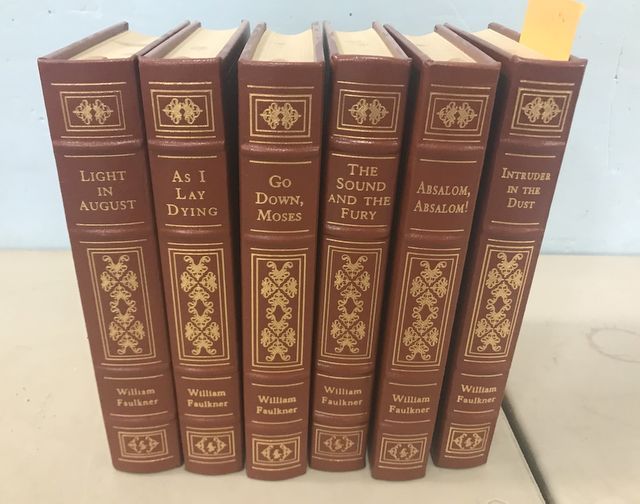 LIGHT
IN
AUGUST
William
Faulkner
AS I
LAY
DYING
William
Faulkner
GO
DOWN,
MOSES
William
Faulkner
THE
SOUND
AND THE
FURY
William
Faulkner
ABSALOM,
ABSALOM!
William
Faulkner
INTRUDER
IN THE
DUST
William
Faulkner